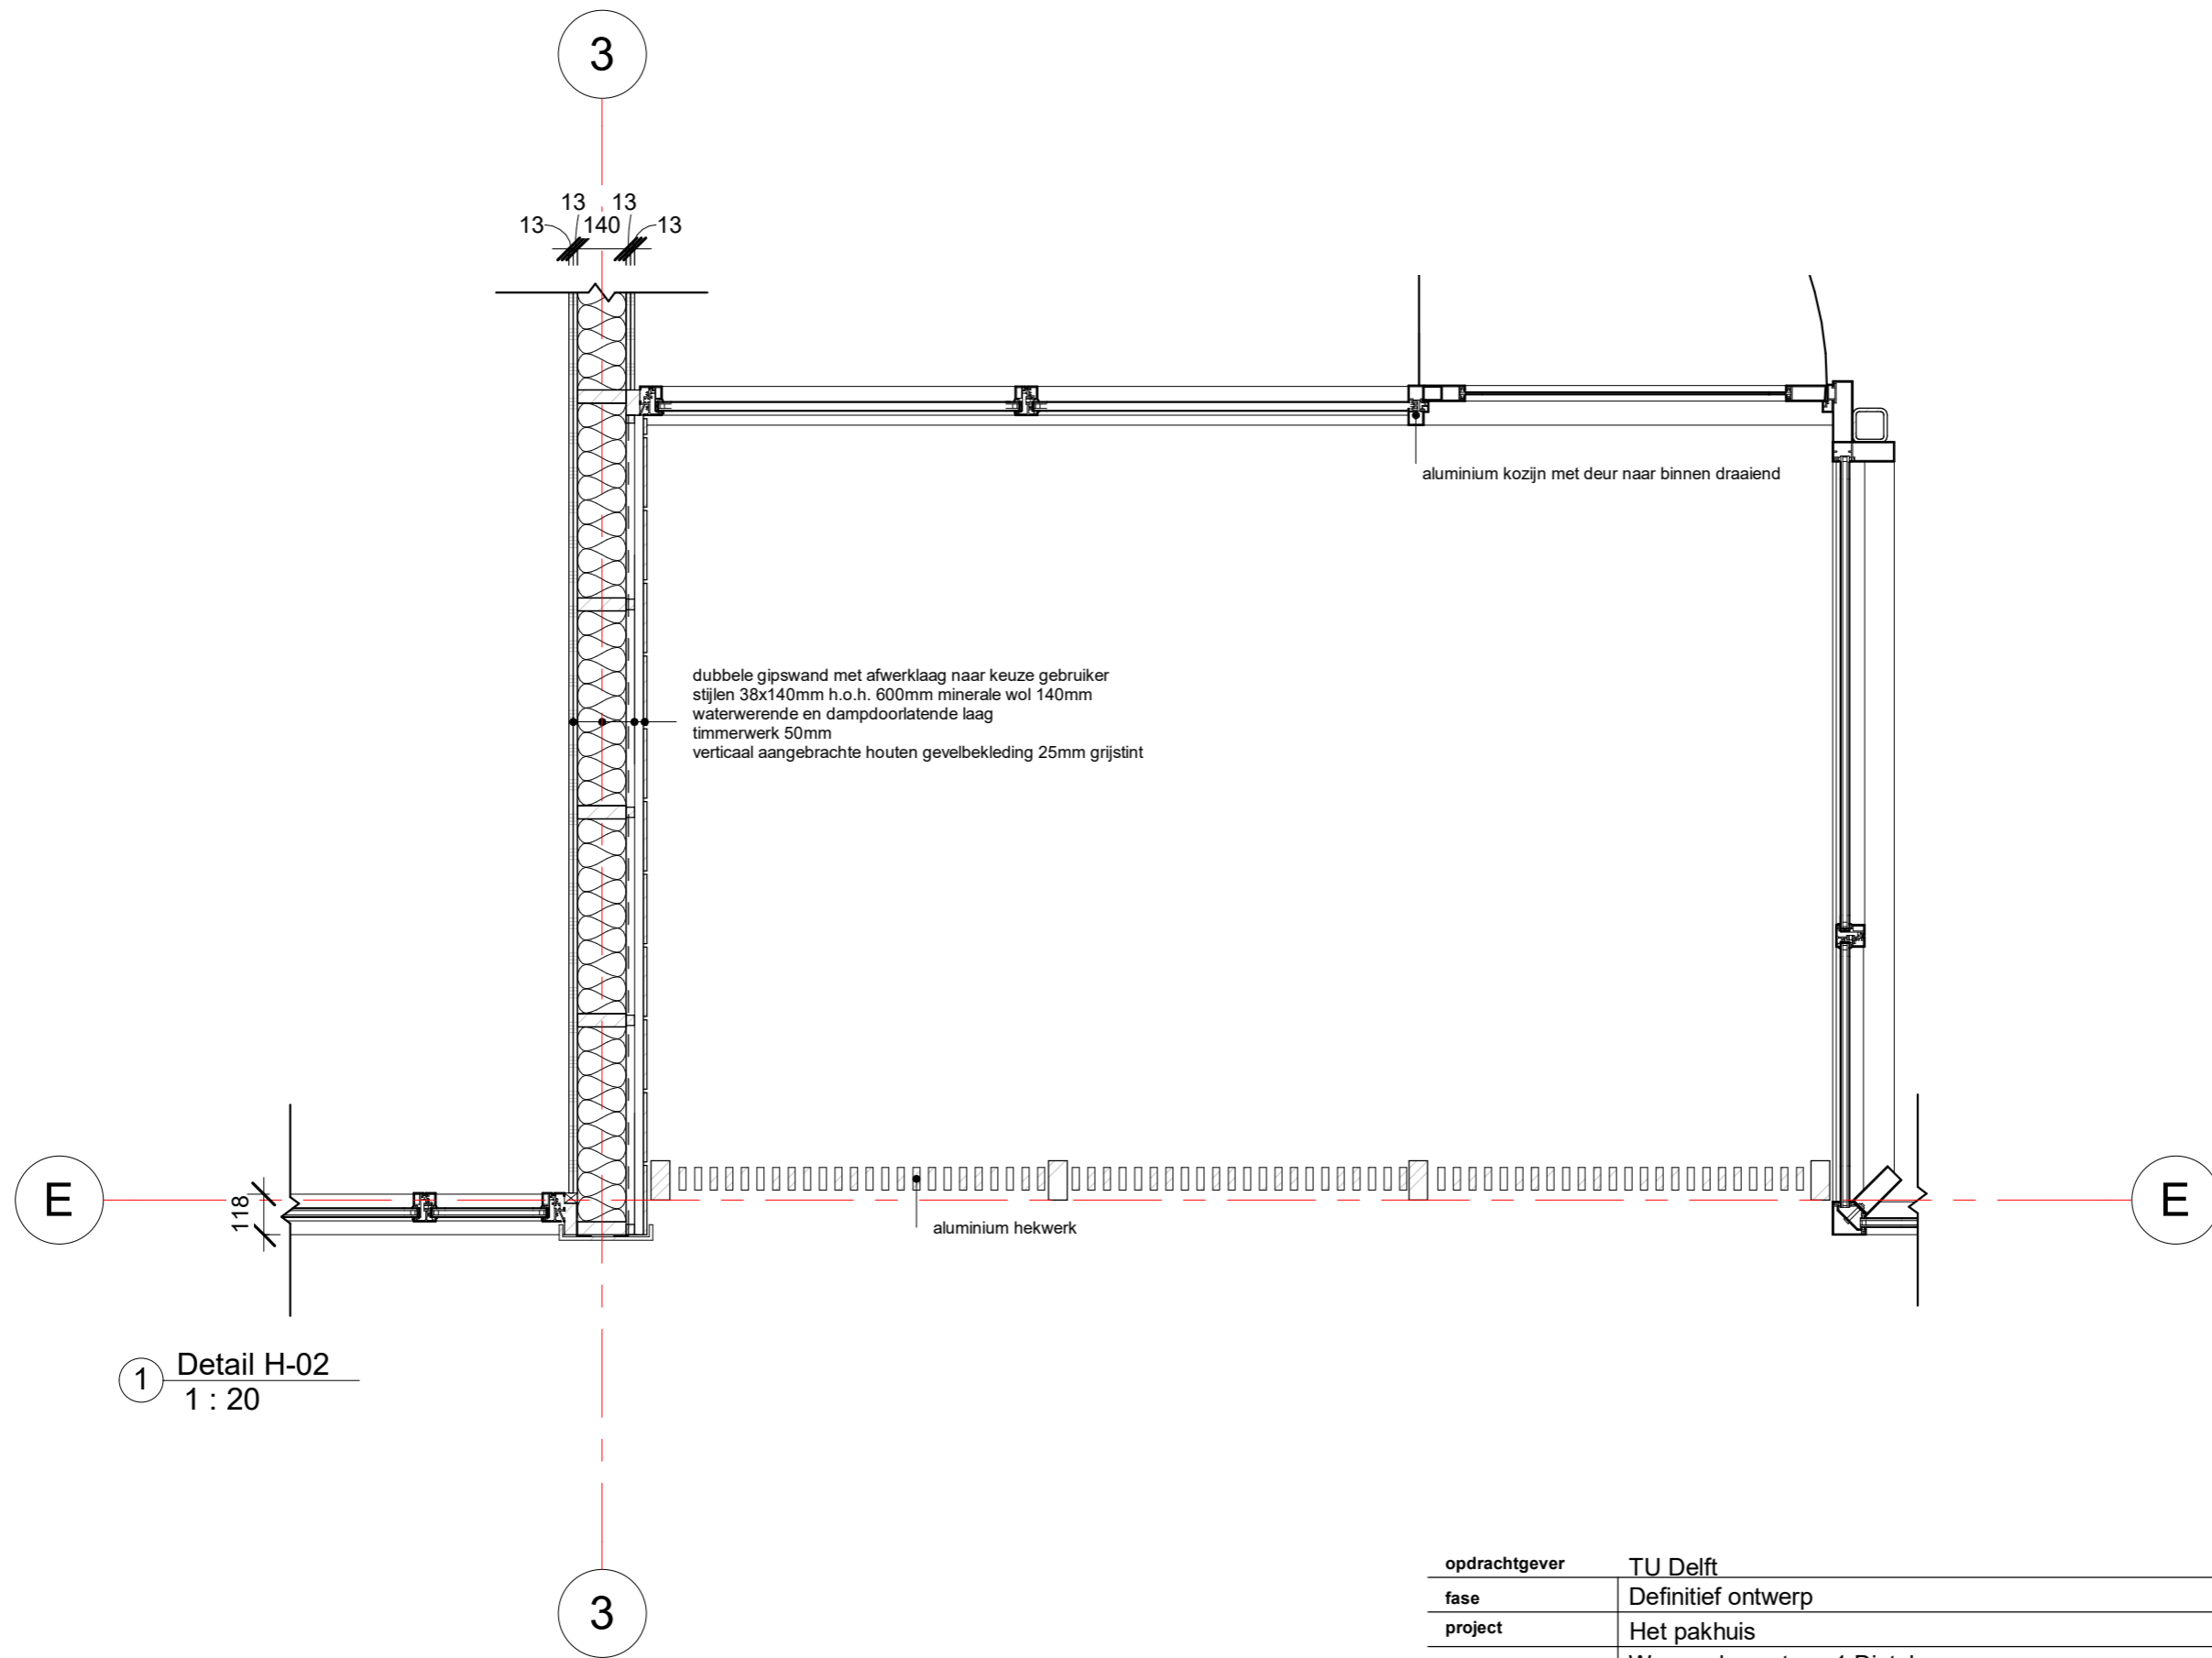 3
13 13
13 140 13
aluminium kozijn met deur naar binnen draaiend
dubbele gipswand met afwerklaag naar keuze gebruiker
stijlen 38x140mm h.o.h. 600mm minerale wol 140mm
waterwerende en dampdoorlatende laag
timmerwerk 50mm
verticaal aangebrachte houten gevelbekleding 25mm grijstint
E
118
aluminium hekwerk
E
1 Detail H-02
1 : 20
3
opdrachtgever TU Delft
fase Definitief ontwerp
project Het pakhuis